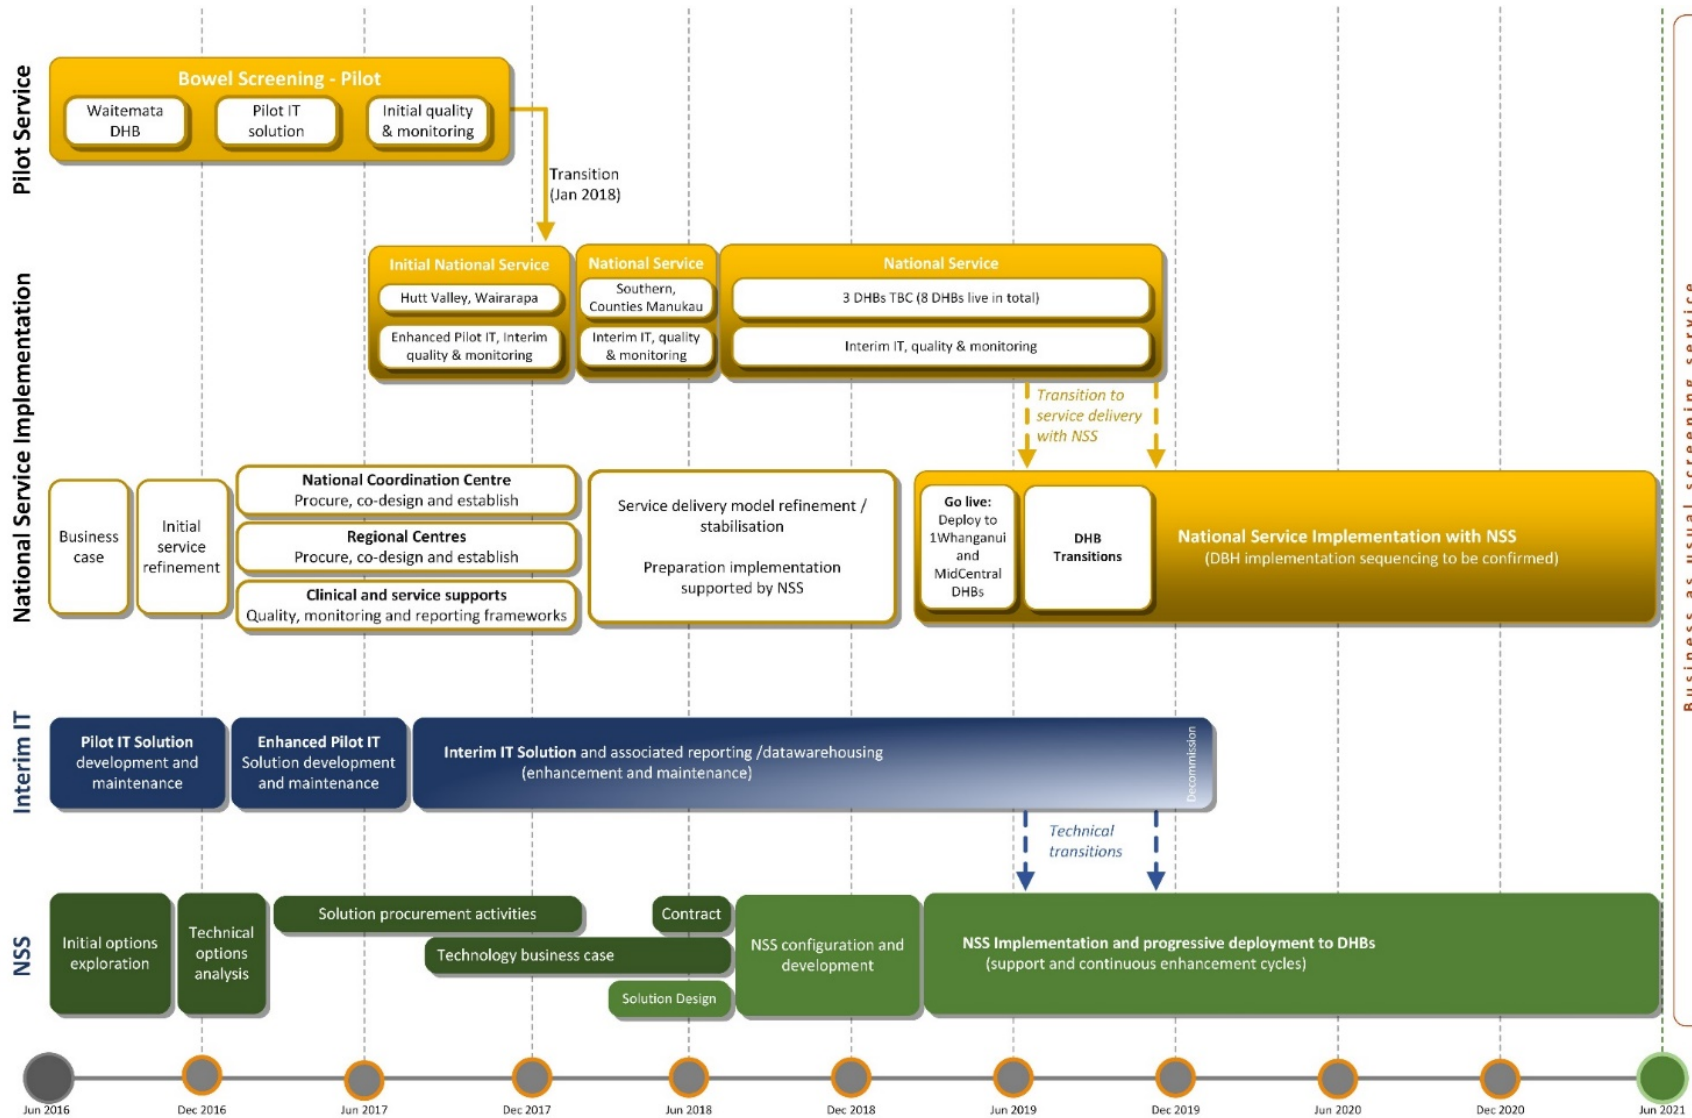 Pilot Service
Bowel Screening - Pilot
Waitemata
DHB
Pilot IT
solution
Initial quality
& monitoring
Transition
(Jan 2018)
National Service Implementation
Initial National Service
Hutt Valley, Wairarapa
Enhanced Pilot IT, Interim
quality & monitoring
National Service
Southern,
Counties Manukau
Interim IT, quality
& monitoring
National Service
3 DHBs TBC (8 DHBs live in total)
Interim IT, quality & monitoring
Transition to
service delivery
with NSS
Business
case
Initial
service
refinement
National Coordination Centre
Procure, co-design and establish
Regional Centres
Procure, co-design and establish
Clinical and service supports
Quality, monitoring and reporting frameworks
Service delivery model refinement /
stabilisation
Preparation implementation
supported by NSS
Go live:
Deploy to
1Whanganui
and
MidCentral
DHBs
DHB
Transitions
National Service Implementation with NSS
(DBH implementation sequencing to be confirmed)
Interim IT
Pilot IT Solution
development and
maintenance
Enhanced Pilot IT
Solution development
and maintenance
Interim IT Solution and associated reporting /datawarehousing
(enhancement and maintenance)
Decommission
Technical
transitions
NSS
Initial options
exploration
Technical
options
analysis
Solution procurement activities
Technology business case
Contract
Solution Design
NSS configuration and
development
NSS Implementation and progressive deployment to DHBs
(support and continuous enhancement cycles)
Business as usual screening service
Jun 2016
Dec 2016
Jun 2017
Dec 2017
Jun 2018
Dec 2018
Jun 2019
Dec 2019
Jun 2020
Dec 2020
Jun 2021